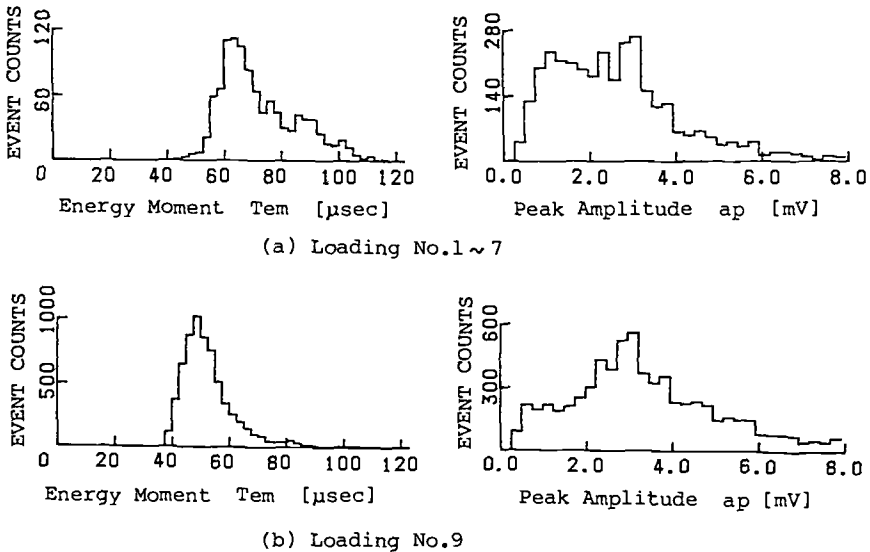 EVENT COUNTS
120
60
0 20 40 60 80 100 120
Energy Moment Tem [μsec]
EVENT COUNTS
280
140
0.0 2.0 4.0 6.0 8.0
Peak Amplitude ap [mV]
(a) Loading No.1~7
EVENT COUNTS
1000
500
0 20 40 60 80 100 120
Energy Moment Tem [μsec]
EVENT COUNTS
600
300
0.0 2.0 4.0 6.0 8.0
Peak Amplitude ap [mV]
(b) Loading No.9